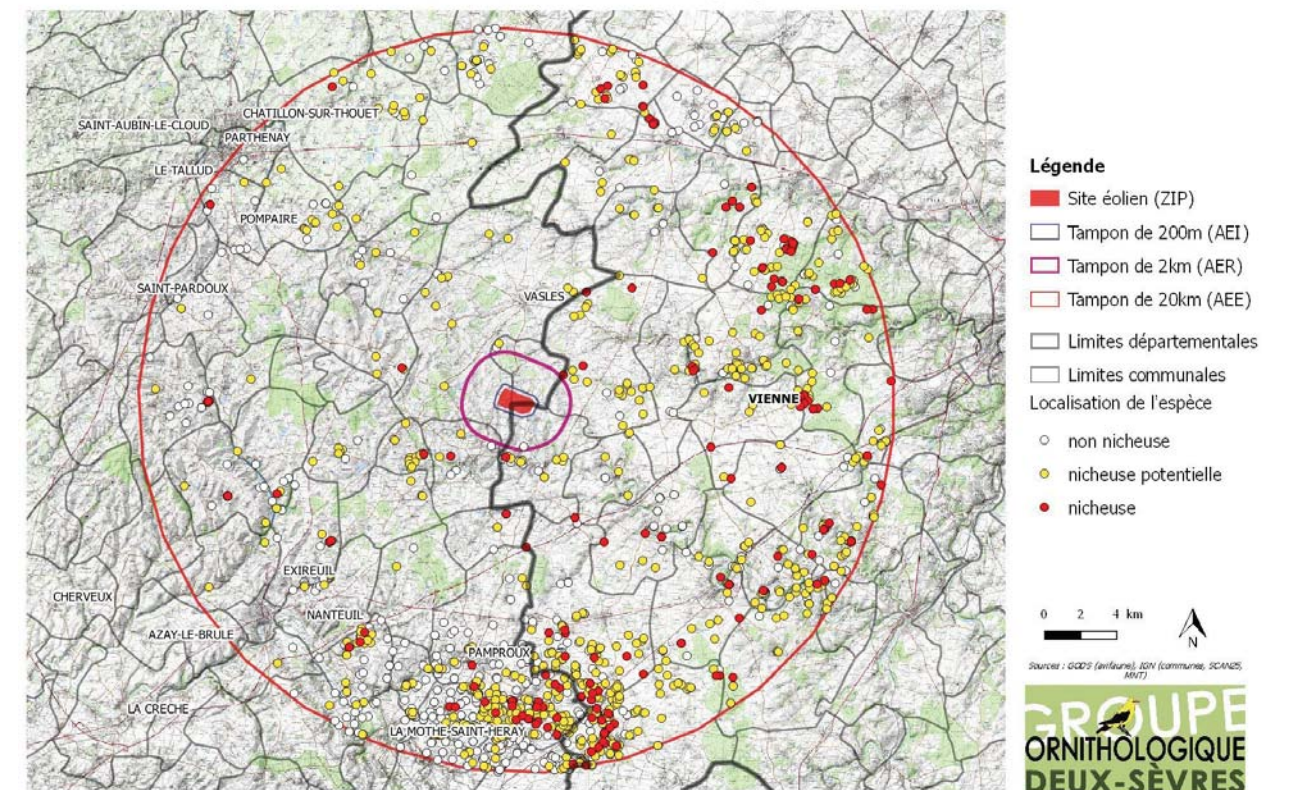 CHATILLON-SUR-THOUET
SAINT-AUBIN-LE-CLOUD
PARTHENAY
LE-TALLUD
POMPAIRE
SAINT-PARDOUX
VASLES
VIENNE
EXIREUIL
CHERVEUX
NANTEUIL
AZAY-LE-BRULE
PAMPROUX
LA-CRECHE
LA-MOTHE-SAINT-HERAY
Légende
Site éolien (ZIP)
Tampon de 200m (AEI)
Tampon de 2km (AER)
Tampon de 20km (AEE)
Limites départementales
Limites communales
Localisation de l'espèce
non nicheuse
nicheuse potentielle
nicheuse
0 2 4 km
N
Sources : GODS (avifaune), IGN (communes, SCAN25,
MNT)
GROUPE
ORNITHOLOGIQUE
DEUX-SÈVRES